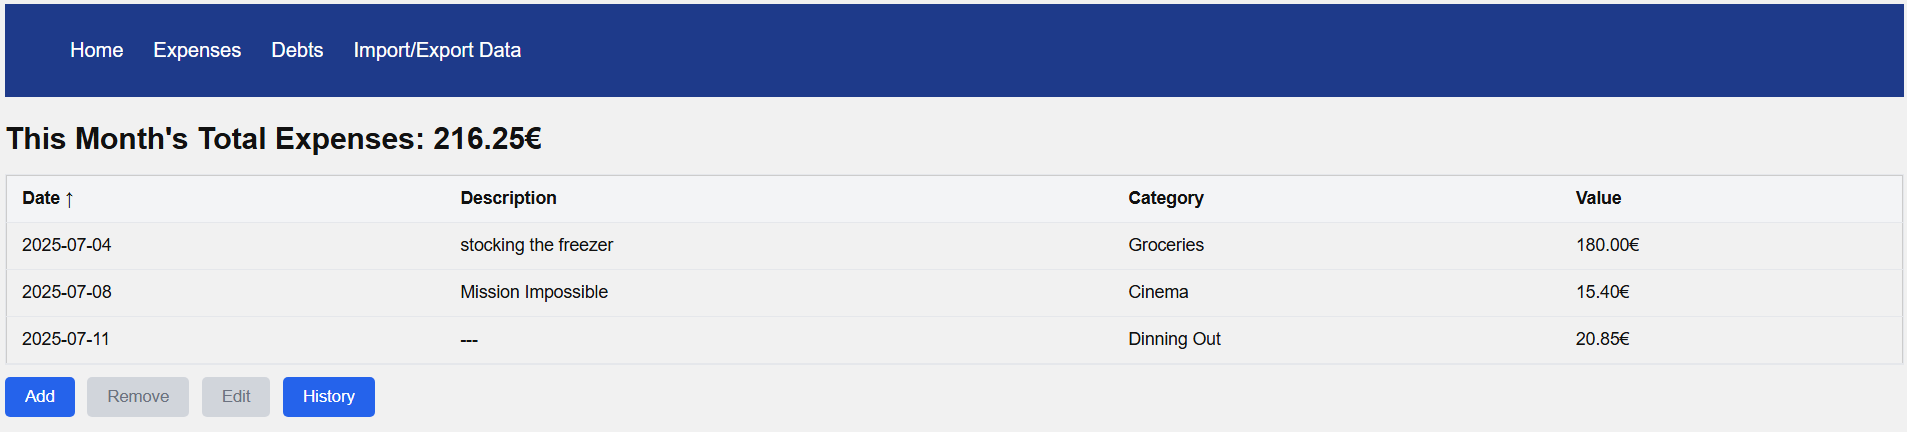 Home Expenses Debts Import/Export Data
This Month's Total Expenses: 216.25€
Date ↑ Description Category Value
2025-07-04 stocking the freezer Groceries 180.00€
2025-07-08 Mission Impossible Cinema 15.40€
2025-07-11 --- Dinning Out 20.85€
Add Remove Edit History